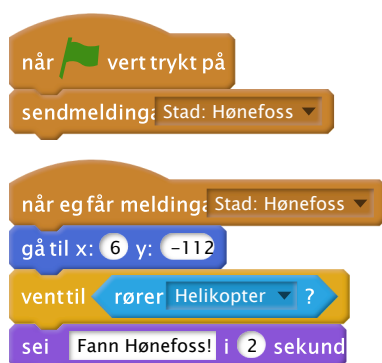 når vert trykt på
sendmelding Stad: Hønefoss
når eg får melding Stad: Hønefoss
gå til x: 6 y: -112
vent til rører Helikopter ?
sei Fann Hønefoss! i 2 sekund